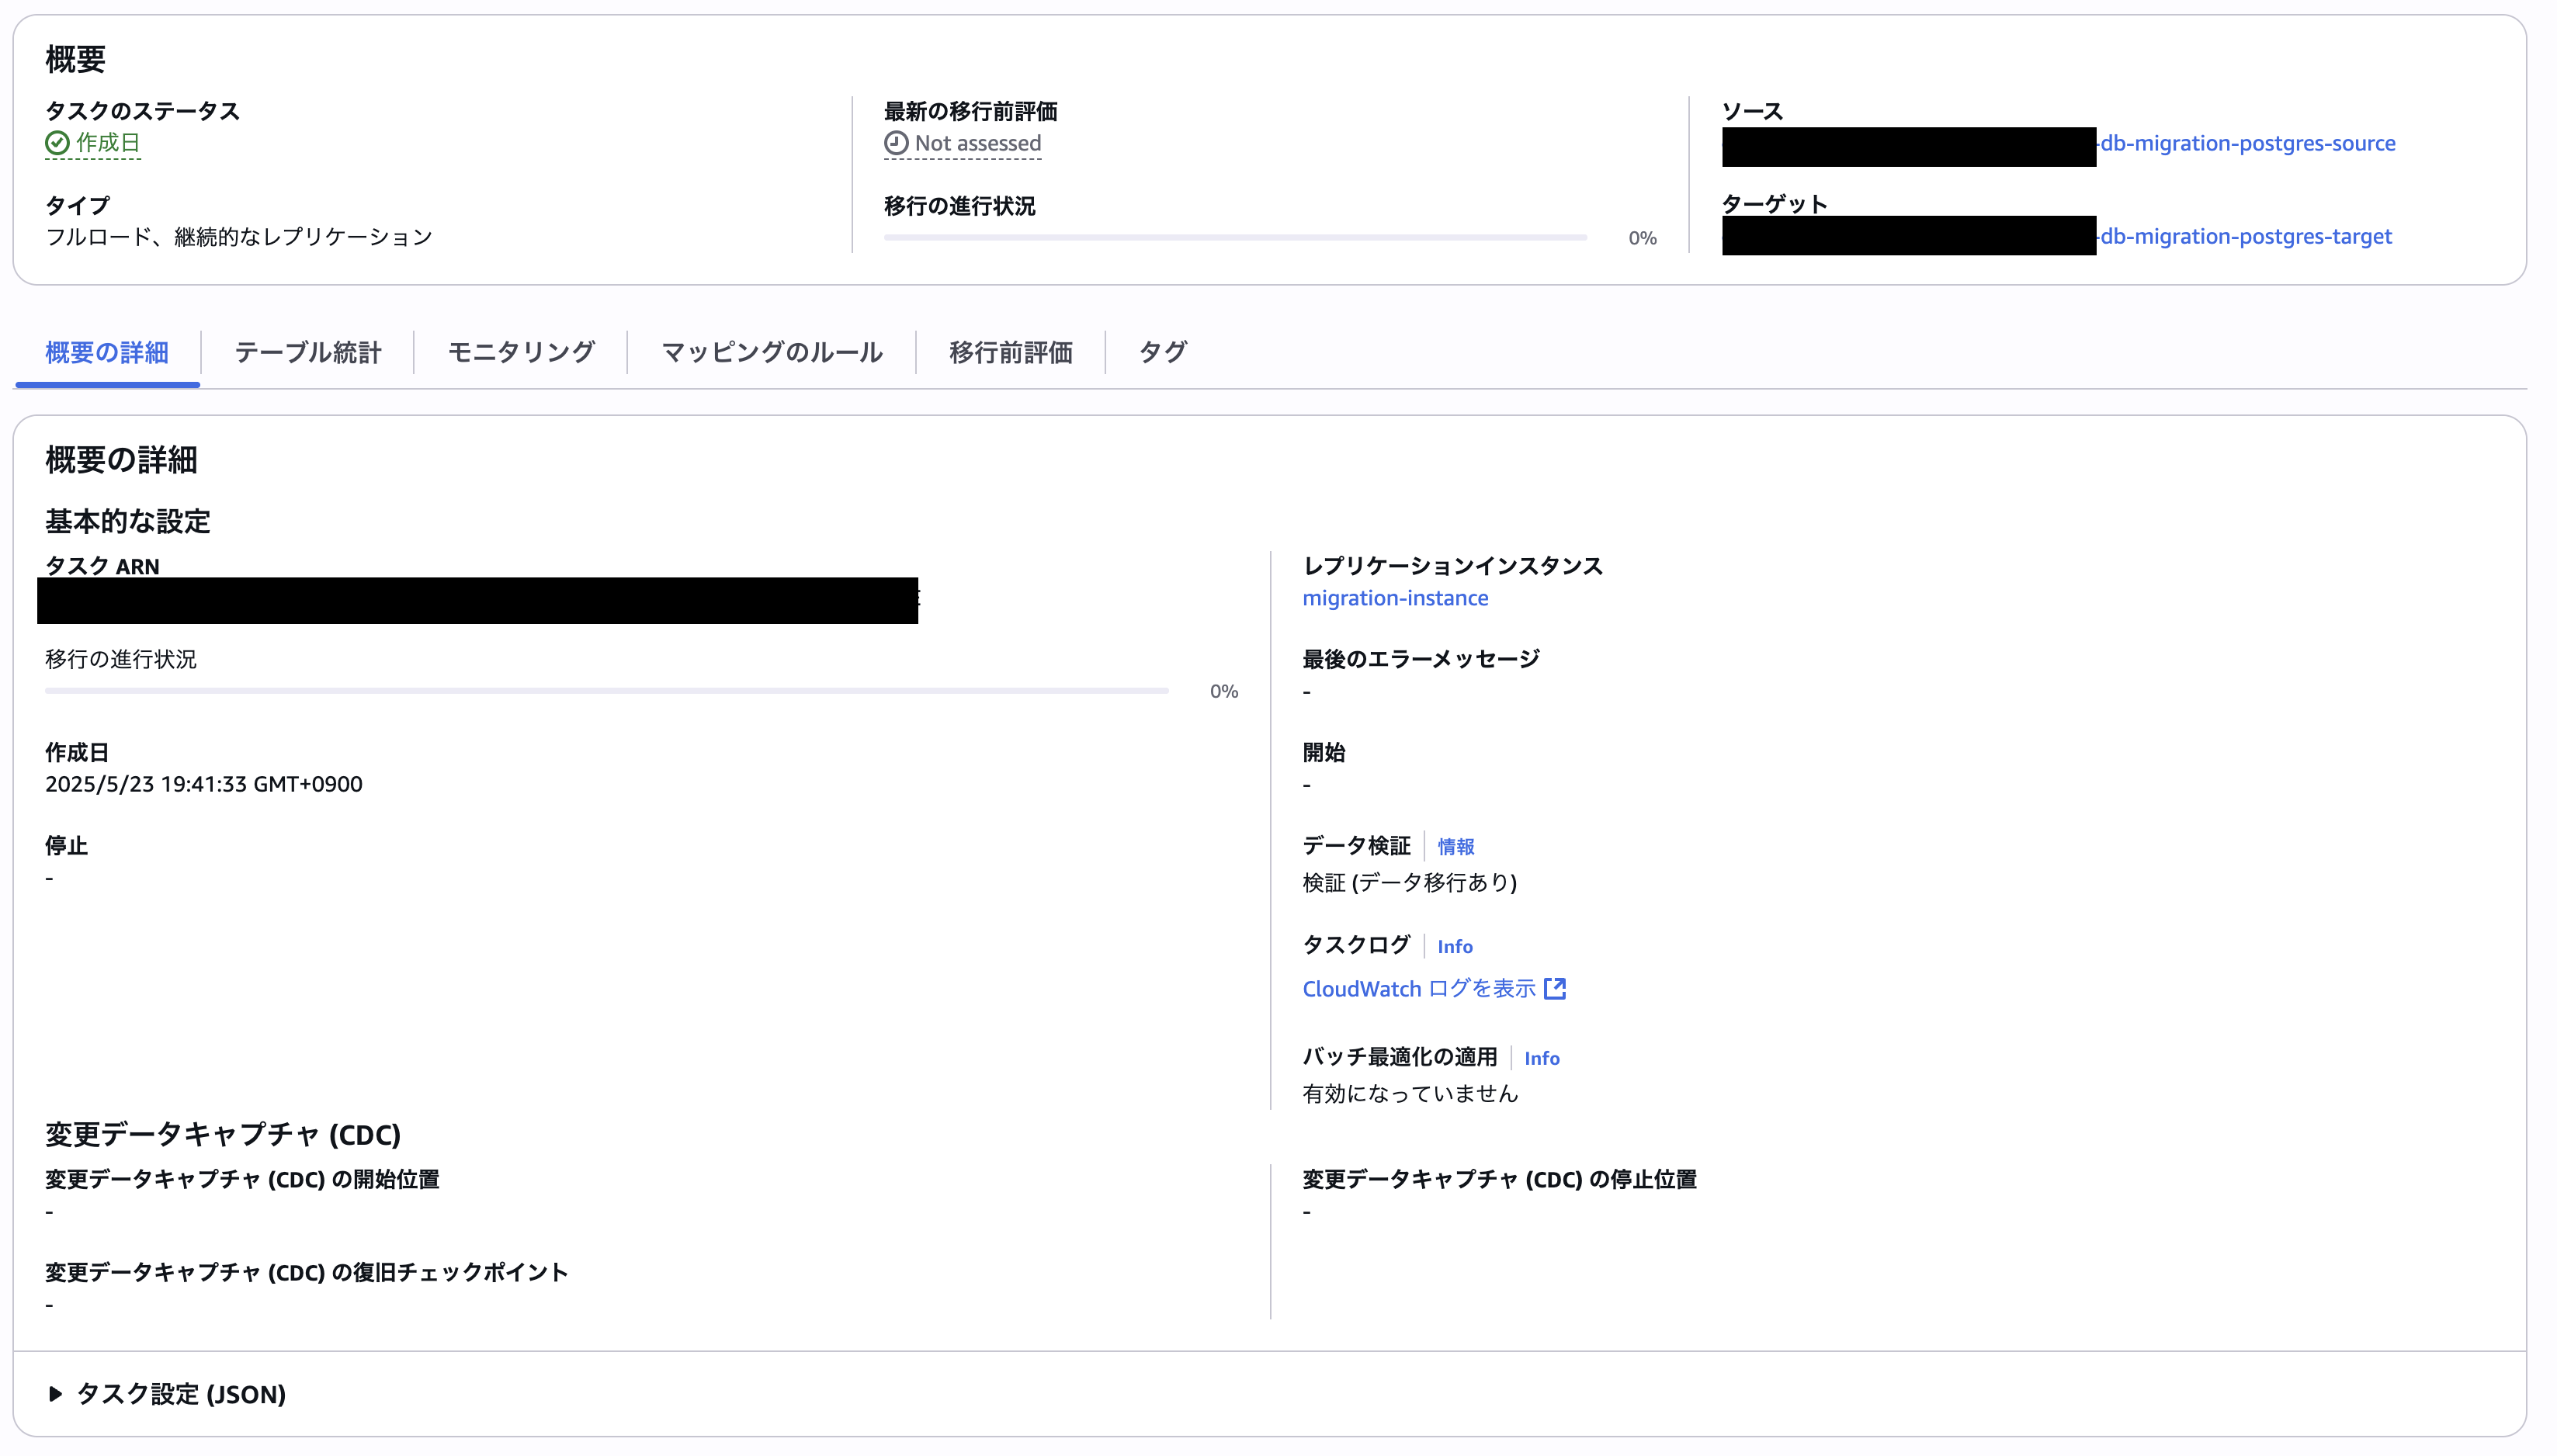 概要
タスクのステータス
作成日
タイプ
フルロード、継続的なレプリケーション
最新の移行前評価
Not assessed
移行の進行状況
0%
ソース
-db-migration-postgres-source
ターゲット
-db-migration-postgres-target
概要の詳細
テーブル統計
モニタリング
マッピングのルール
移行前評価
タグ
概要の詳細
基本的な設定
タスク ARN
移行の進行状況
0%
作成日
2025/5/23 19:41:33 GMT+0900
停止
-
レプリケーションインスタンス
migration-instance
最後のエラーメッセージ
-
開始
-
データ検証 情報
検証 (データ移行あり)
タスクログ Info
CloudWatch ログを表示
バッチ最適化の適用 Info
有効になっていません
変更データキャプチャ (CDC)
変更データキャプチャ (CDC) の開始位置
-
変更データキャプチャ (CDC) の復旧チェックポイント
-
変更データキャプチャ (CDC) の停止位置
-
タスク設定 (JSON)